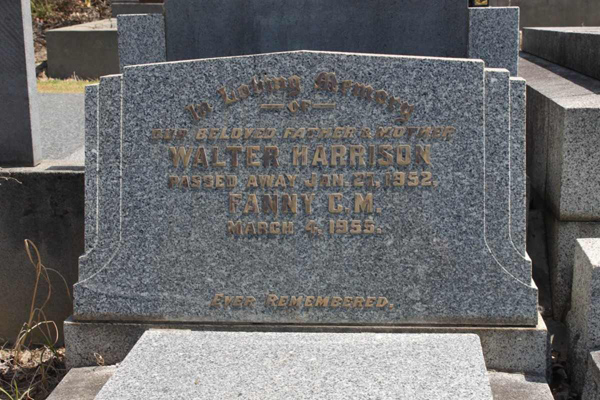 In Loving Memory
OF
OUR BELOVED FATHER & MOTHER
WALTER HARRISON
PASSED AWAY JAN. 27, 1952.
FANNY C.M.
MARCH 4, 1955.
EVER REMEMBERED.